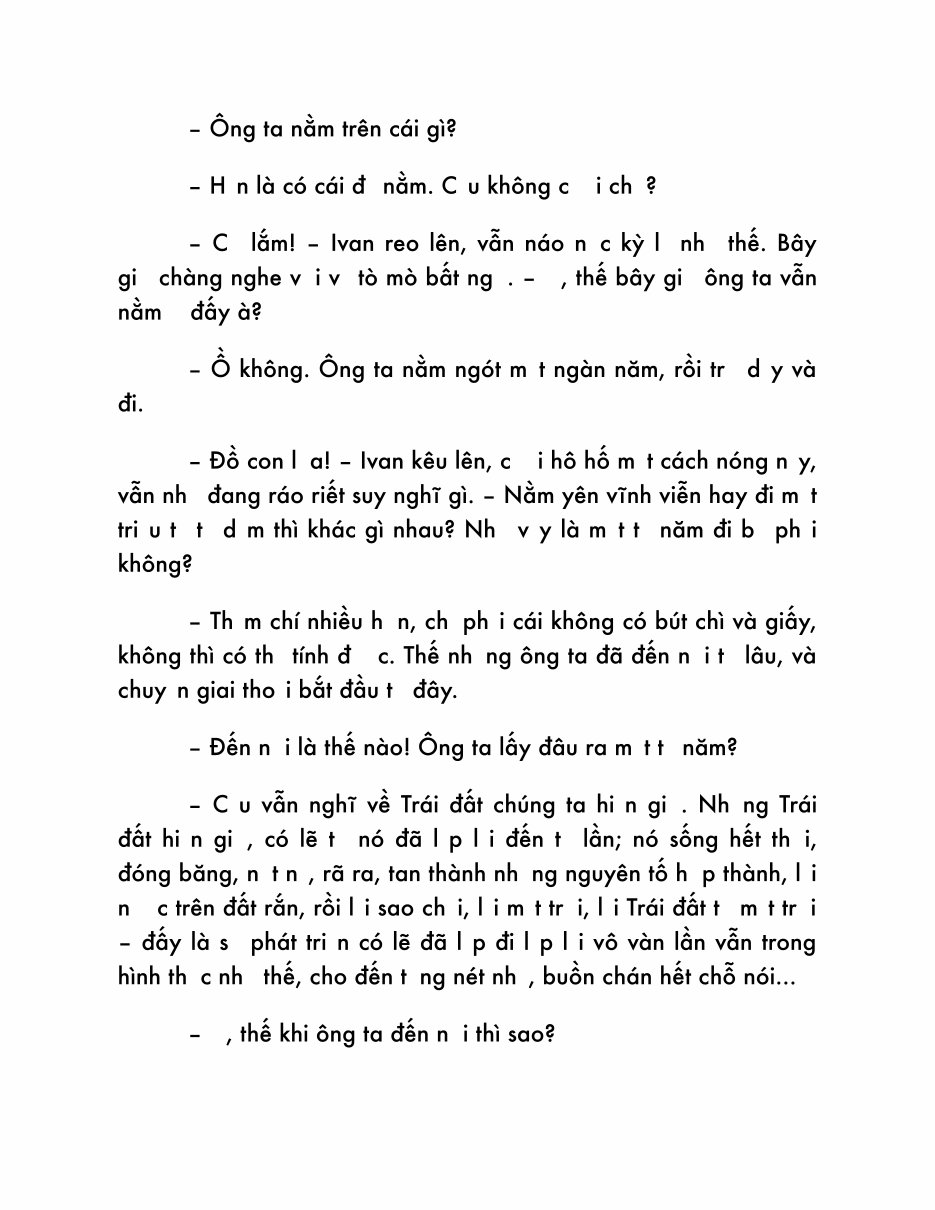 – Ông ta nằm trên cái gì?
– H n là có cái đ nằm. C u không c i ch ?
– C lắm! – Ivan reo lên, vẫn náo n c kỳ l nh thế. Bây
gi chàng nghe v i v tò mò bất ng . – , thế bây gi ông ta vẫn
nằm đấy à?
– Ồ không. Ông ta nằm ngót m t ngàn năm, rồi tr d y và
đi.
– Đồ con l a! – Ivan kêu lên, c i hô hố m t cách nóng n y,
vẫn nh đang ráo riết suy nghĩ gì. – Nằm yên vĩnh viễn hay đi m t
tri u t t d m thì khác gì nhau? Nh v y là m t t năm đi b ph i
không?
– Th m chí nhiều h n, ch ph i cái không có bút chì và giấy,
không thì có th tính đ c. Thế nh ng ông ta đã đến n i t lâu, và
chuy n giai tho i bắt đầu t đây.
– Đến n i là thế nào! Ông ta lấy đâu ra m t t năm?
– C u vẫn nghĩ về Trái đất chúng ta hi n gi . Nh ng Trái
đất hi n gi , có lẽ t nó đã l p l i đến t lần; nó sống hết th i,
đóng băng, n t n , rã ra, tan thành nh ng nguyên tố h p thành, l i
n c trên đất rắn, rồi l i sao ch i, l i m t tr i, l i Trái đất t m t tr i
– đấy là s phát tri n có lẽ đã l p đi l p l i vô vàn lần vẫn trong
hình th c nh thế, cho đến t ng nét nh , buồn chán hết chỗ nói...
– , thế khi ông ta đến n i thì sao?